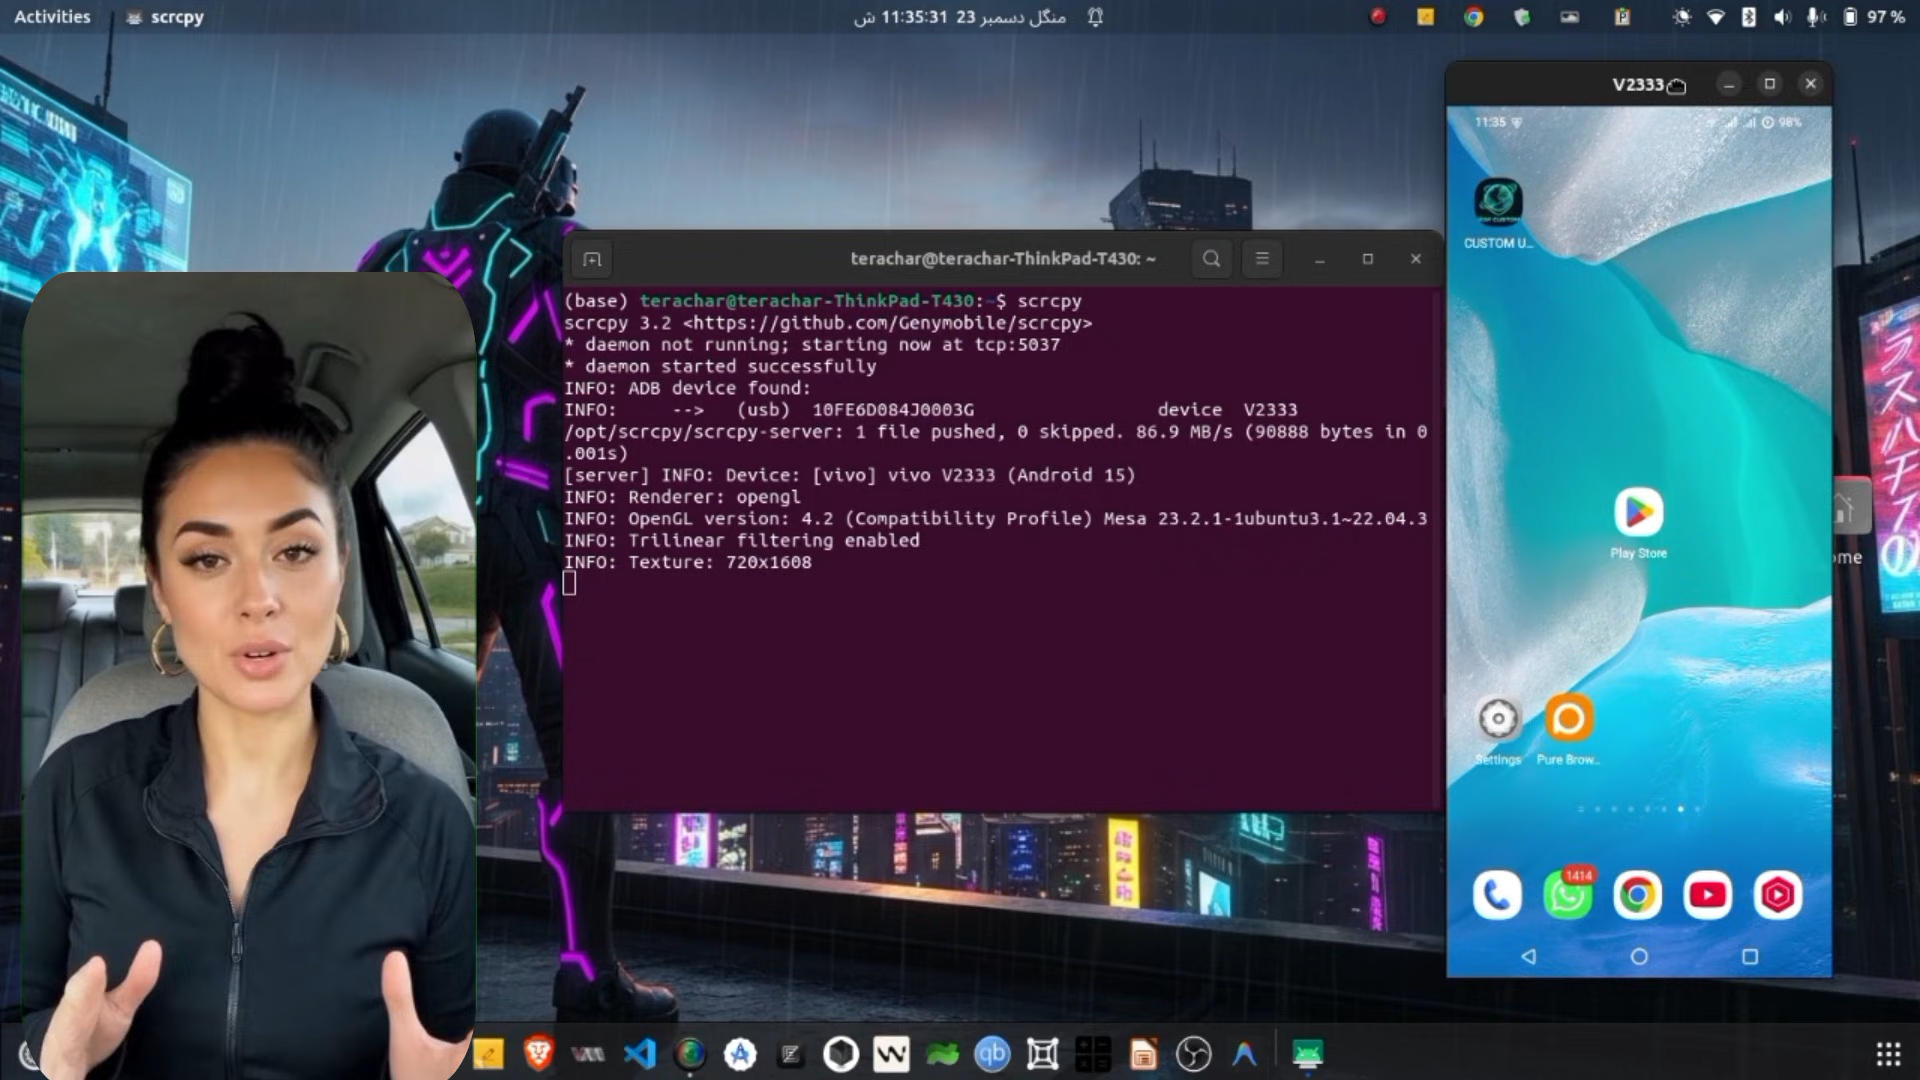 Activities
scrcpy
منگل دسمبر 23 11:35:31 ش
97 %
V2333
11:35
98%
CUSTOM U...
terachar@terachar-ThinkPad-T430: ~
(base) terachar@terachar-ThinkPad-T430:~$ scrcpy
scrcpy 3.2 <https://github.com/Genymobile/scrcpy>
* daemon not running; starting now at tcp:5037
* daemon started successfully
INFO: ADB device found:
INFO:     -->   (usb)  10FE6D084J0003G                 device  V2333
/opt/scrcpy/scrcpy-server: 1 file pushed, 0 skipped. 86.9 MB/s (90888 bytes in 0
.001s)
[server] INFO: Device: [vivo] vivo V2333 (Android 15)
INFO: Renderer: opengl
INFO: OpenGL version: 4.2 (Compatibility Profile) Mesa 23.2.1-1ubuntu3.1~22.04.3
INFO: Trilinear filtering enabled
INFO: Texture: 720x1608
Play Store
ome
Settings
Pure Brow...
1414
qb